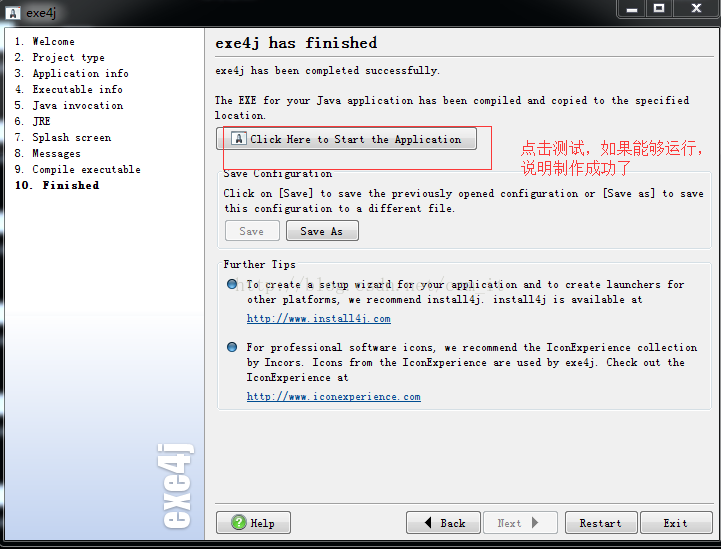 exe4j
1. Welcome
2. Project type
3. Application info
4. Executable info
5. Java invocation
6. JRE
7. Splash screen
8. Messages
9. Compile executable
10. Finished
exe4j
exe4j has finished
exe4j has been completed successfully.
The EXE for your Java application has been compiled and copied to the specified
location.
Click Here to Start the Application
点击测试，如果能够运行，
说明制作成功了
Save Configuration
Click on [Save] to save the previously opened configuration or [Save as] to save
this configuration to a different file.
Save Save As
Further Tips
To create a setup wizard for your application and to create launchers for
other platforms, we recommend install4j. install4j is available at
http://www.install4j.com
For professional software icons, we recommend the IconExperience collection
by Incors. Icons from the IconExperience are used by exe4j. Check out the
IconExperience at
http://www.iconexperience.com
Help Back Next Restart Exit